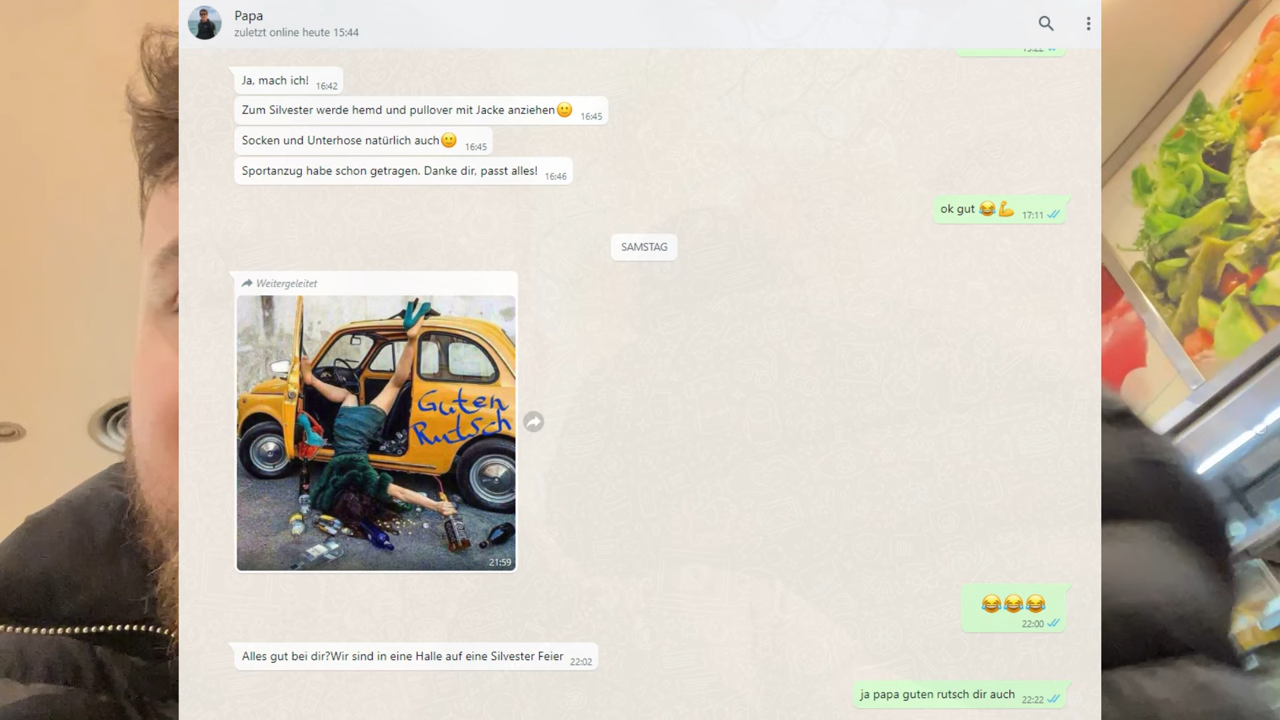 Papa
zuletzt online heute 15:44
15:22
Ja, mach ich! 16:42
Zum Silvester werde hemd und pullover mit Jacke anziehen🙂 16:45
Socken und Unterhose natürlich auch🙂 16:45
Sportanzug habe schon getragen. Danke dir, passt alles! 16:46
ok gut 😂💪 17:11
SAMSTAG
Weitergeleitet
Guten
Rutsch
21:59
😂😂😂
22:00
Alles gut bei dir?Wir sind in eine Halle auf eine Silvester Feier 22:02
ja papa guten rutsch dir auch 22:22